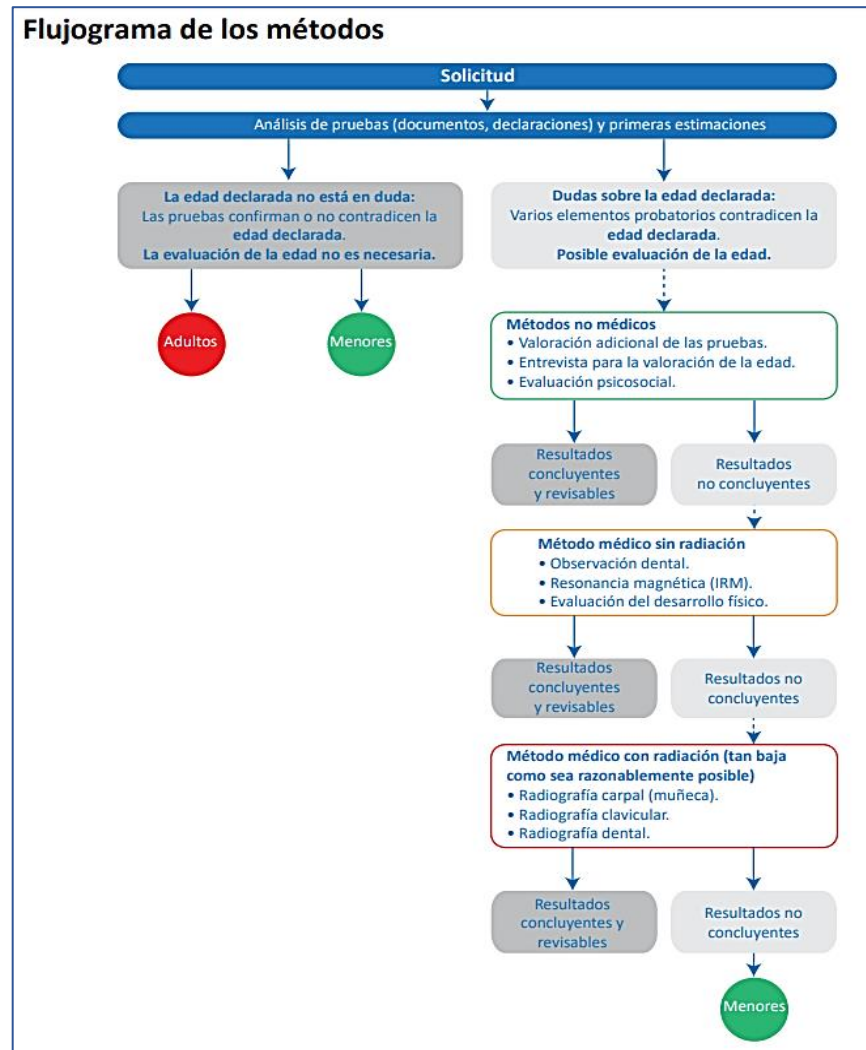 Flujograma de los métodos
Solicitud
Análisis de pruebas (documentos, declaraciones) y primeras estimaciones
La edad declarada no está en duda:
Las pruebas confirman o no contradicen la
edad declarada.
La evaluación de la edad no es necesaria.
Dudas sobre la edad declarada:
Varios elementos probatorios contradicen la
edad declarada.
Posible evaluación de la edad.
Adultos
Menores
Métodos no médicos
• Valoración adicional de las pruebas.
• Entrevista para la valoración de la edad.
• Evaluación psicosocial.
Resultados
concluyentes
y revisables
Resultados
no concluyentes
Método médico sin radiación
• Observación dental.
• Resonancia magnética (IRM).
• Evaluación del desarrollo físico.
Resultados
concluyentes
y revisables
Resultados no
concluyentes
Método médico con radiación (tan baja
como sea razonablemente posible)
• Radiografía carpal (muñeca).
• Radiografía clavicular.
• Radiografía dental.
Resultados
concluyentes y
revisables
Resultados no
concluyentes
Menores